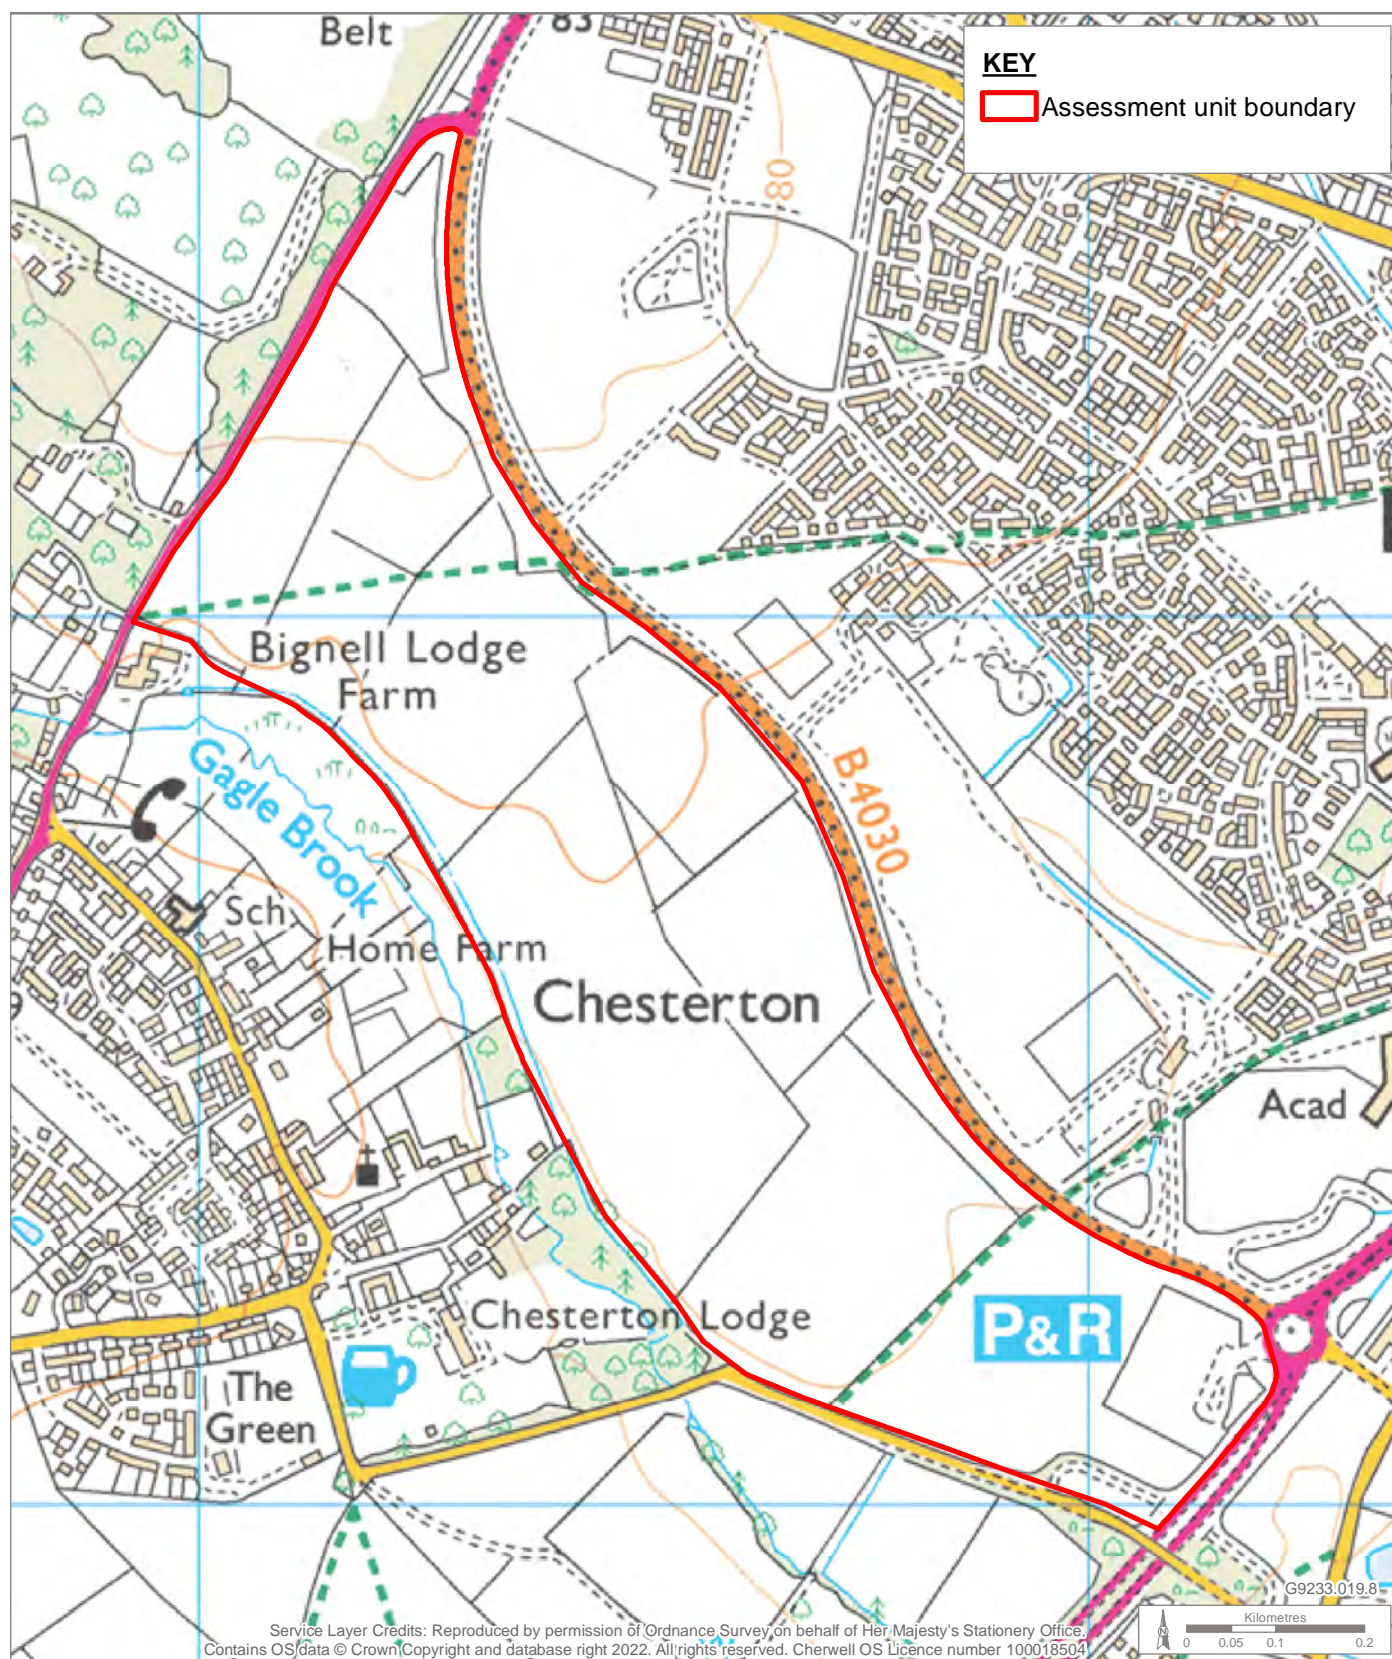 Belt
83
KEY
Assessment unit boundary
80
Bignell Lodge
Farm
Gagle Brook
B4030
Sch
Home Farm
Chesterton
9
Acad
Chesterton Lodge
P&R
The
Green
G9233.019.8
Service Layer Credits: Reproduced by permission of Ordnance Survey on behalf of Her Majesty's Stationery Office.
Contains OS data © Crown Copyright and database right 2022. All rights reserved. Cherwell OS Licence number 100018504
N
Kilometres
0 0.05 0.1 0.2